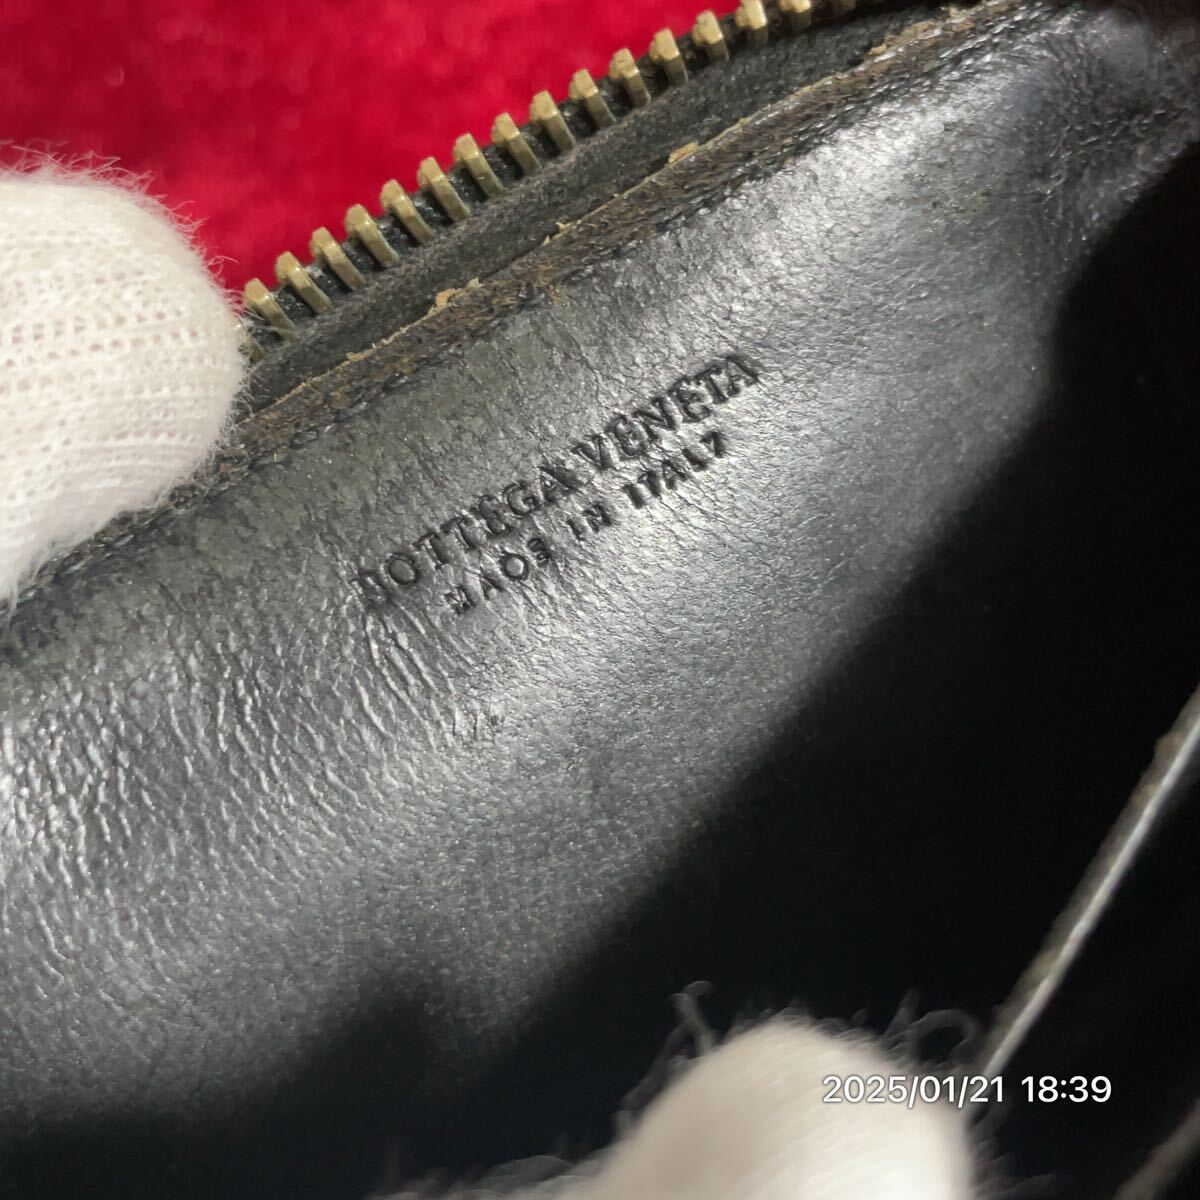 BOTTEGA VENETA
MADE IN ITALY
2025/01/21 18:39